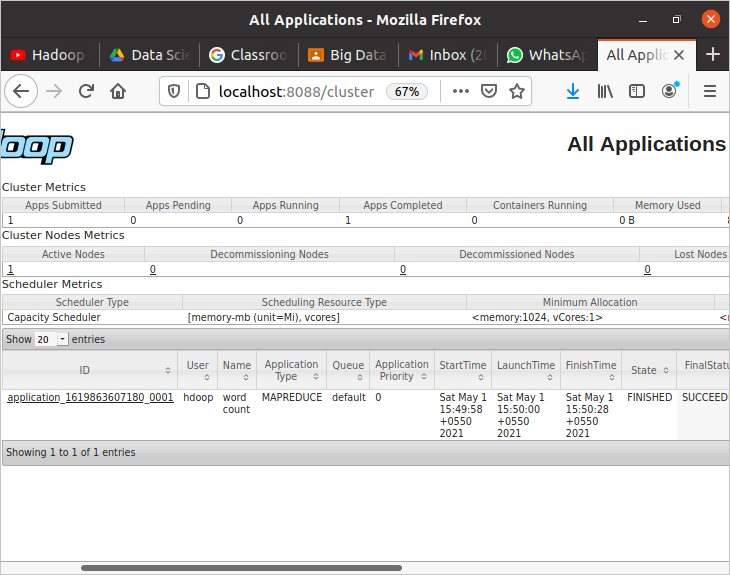 All Applications - Mozilla Firefox
Hadoop Data Scie Classroo Big Data Inbox (20 WhatsAp All Applic
localhost:8088/cluster 67%
oop All Applications
Cluster Metrics
Apps Submitted Apps Pending Apps Running Apps Completed Containers Running Memory Used
1 0 0 1 0 0 B
Cluster Nodes Metrics
Active Nodes Decommissioning Nodes Decommissioned Nodes Lost Nodes
1 0 0 0
Scheduler Metrics
Scheduler Type Scheduling Resource Type Minimum Allocation
Capacity Scheduler [memory-mb (unit=Mi), vcores] <memory:1024, vCores:1> <
Show 20 entries
ID User Name Application Type Queue Application Priority StartTime LaunchTime FinishTime State FinalStatu
application_1619863607180_0001 hdoop word count MAPREDUCE default 0 Sat May 1 15:49:58 +0550 2021 Sat May 1 15:50:00 +0550 2021 Sat May 1 15:50:28 +0550 2021 FINISHED SUCCEED
Showing 1 to 1 of 1 entries